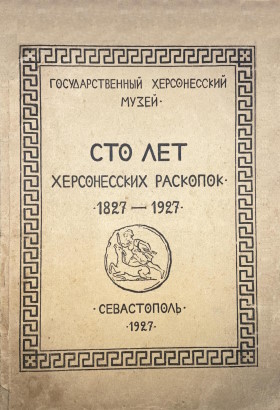 ГОСУДАРСТВЕННЫЙ ХЕРСОНЕССКИЙ
МУЗЕЙ·
СТО ЛЕТ
ХЕРСОНЕССКИХ РАСКОПОК·
·1827—1927·
·СЕВАСТОПОЛЬ·
·1927·